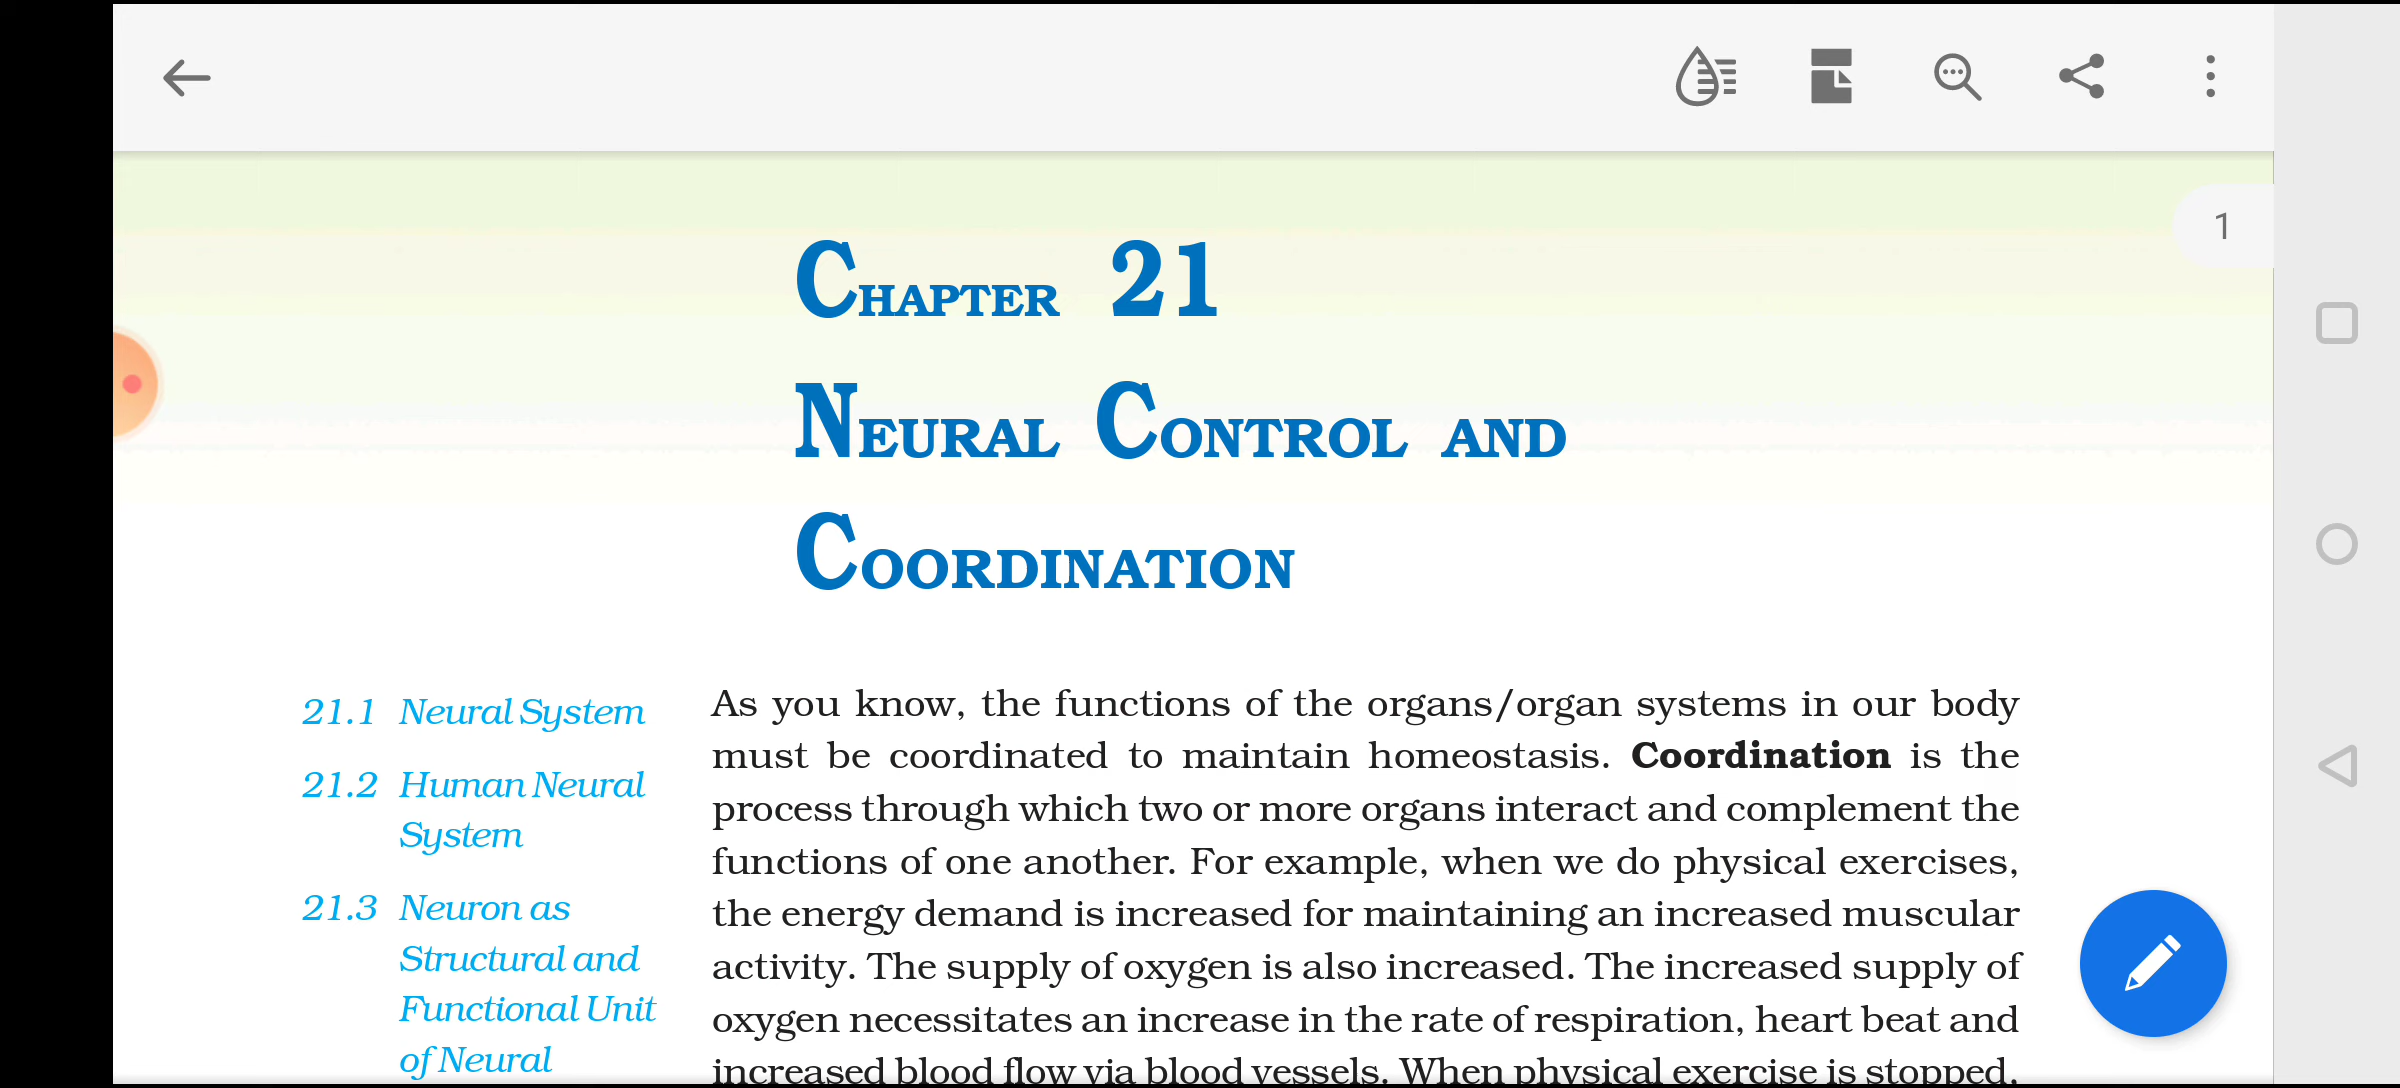 1
CHAPTER 21
NEURAL CONTROL AND
COORDINATION
21.1 Neural System
21.2 Human Neural
System
21.3 Neuron as
Structural and
Functional Unit
of Neural
As you know, the functions of the organs/organ systems in our body
must be coordinated to maintain homeostasis. Coordination is the
process through which two or more organs interact and complement the
functions of one another. For example, when we do physical exercises,
the energy demand is increased for maintaining an increased muscular
activity. The supply of oxygen is also increased. The increased supply of
oxygen necessitates an increase in the rate of respiration, heart beat and
increased blood flow via blood vessels. When physical exercise is stopped,